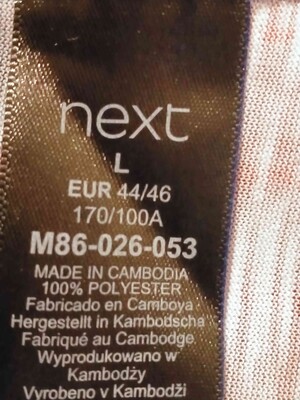 next
L
EUR 44/46
170/100A
M86-026-053
MADE IN CAMBODIA
100% POLYESTER
Fabricado en Camboya
Hergestellt in Kambodscha
Fabriqué au Cambodge
Wyprodukowano w
Kambodży
Vyrobeno v Kambodži